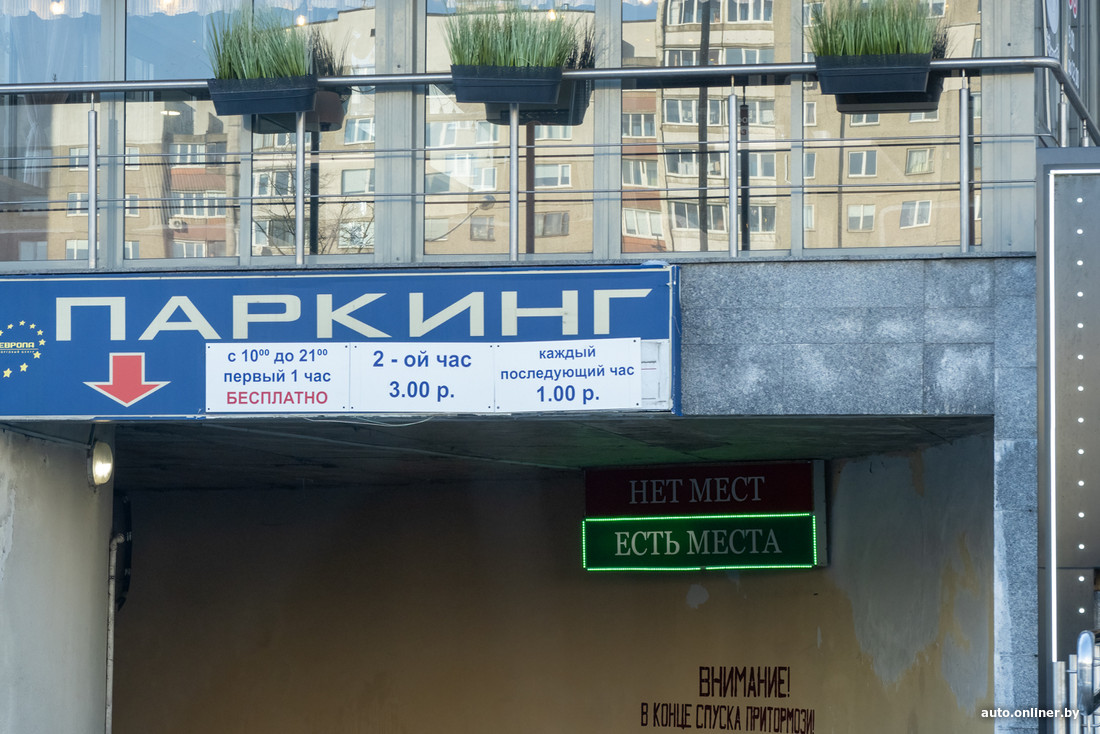 ПАРКИНГ
ЕВРОПА
с 10⁰⁰ до 21⁰⁰
первый 1 час
БЕСПЛАТНО
2 - ой час
3.00 р.
каждый
последующий час
1.00 р.
НЕТ МЕСТ
ЕСТЬ МЕСТА
ВНИМАНИЕ!
В КОНЦЕ СПУСКА ПРИТОРМОЗИ!
auto.onliner.by